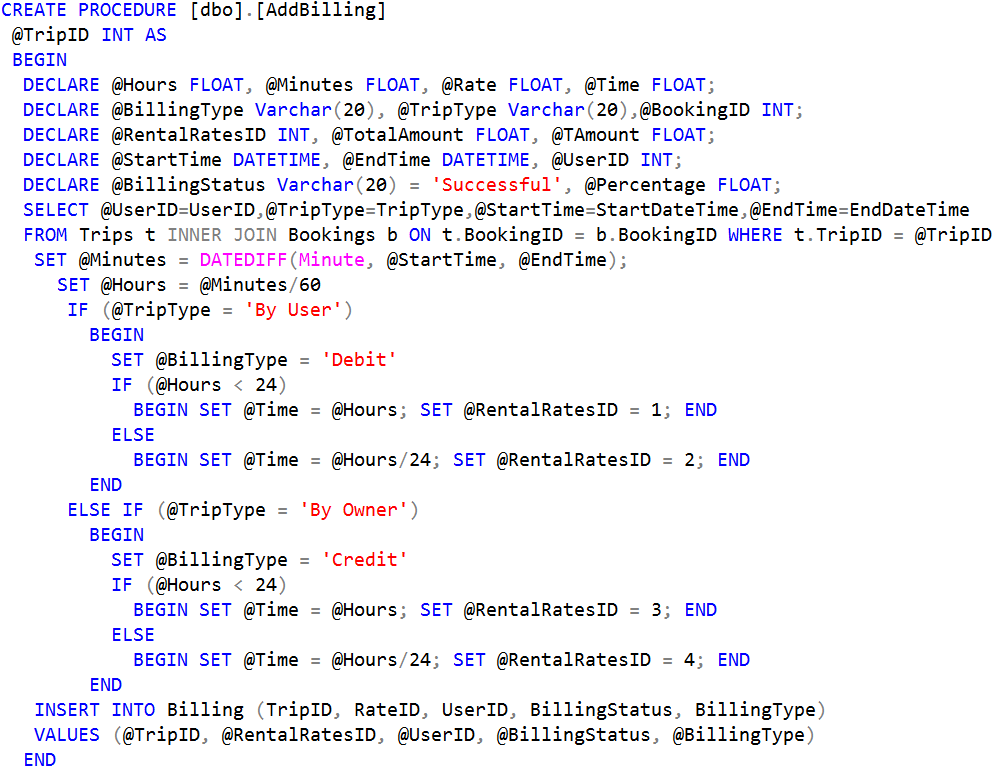 CREATE PROCEDURE [dbo].[AddBilling]
@TripID INT AS
BEGIN
DECLARE @Hours FLOAT, @Minutes FLOAT, @Rate FLOAT, @Time FLOAT;
DECLARE @BillingType Varchar(20), @TripType Varchar(20),@BookingID INT;
DECLARE @RentalRatesID INT, @TotalAmount FLOAT, @TAmount FLOAT;
DECLARE @StartTime DATETIME, @EndTime DATETIME, @UserID INT;
DECLARE @BillingStatus Varchar(20) = 'Successful', @Percentage FLOAT;
SELECT @UserID=UserID,@TripType=TripType,@StartTime=StartDateTime,@EndTime=EndDateTime
FROM Trips t INNER JOIN Bookings b ON t.BookingID = b.BookingID WHERE t.TripID = @TripID
SET @Minutes = DATEDIFF(Minute, @StartTime, @EndTime);
SET @Hours = @Minutes/60
IF (@TripType = 'By User')
BEGIN
SET @BillingType = 'Debit'
IF (@Hours < 24)
BEGIN SET @Time = @Hours; SET @RentalRatesID = 1; END
ELSE
BEGIN SET @Time = @Hours/24; SET @RentalRatesID = 2; END
END
ELSE IF (@TripType = 'By Owner')
BEGIN
SET @BillingType = 'Credit'
IF (@Hours < 24)
BEGIN SET @Time = @Hours; SET @RentalRatesID = 3; END
ELSE
BEGIN SET @Time = @Hours/24; SET @RentalRatesID = 4; END
END
INSERT INTO Billing (TripID, RateID, UserID, BillingStatus, BillingType)
VALUES (@TripID, @RentalRatesID, @UserID, @BillingStatus, @BillingType)
END